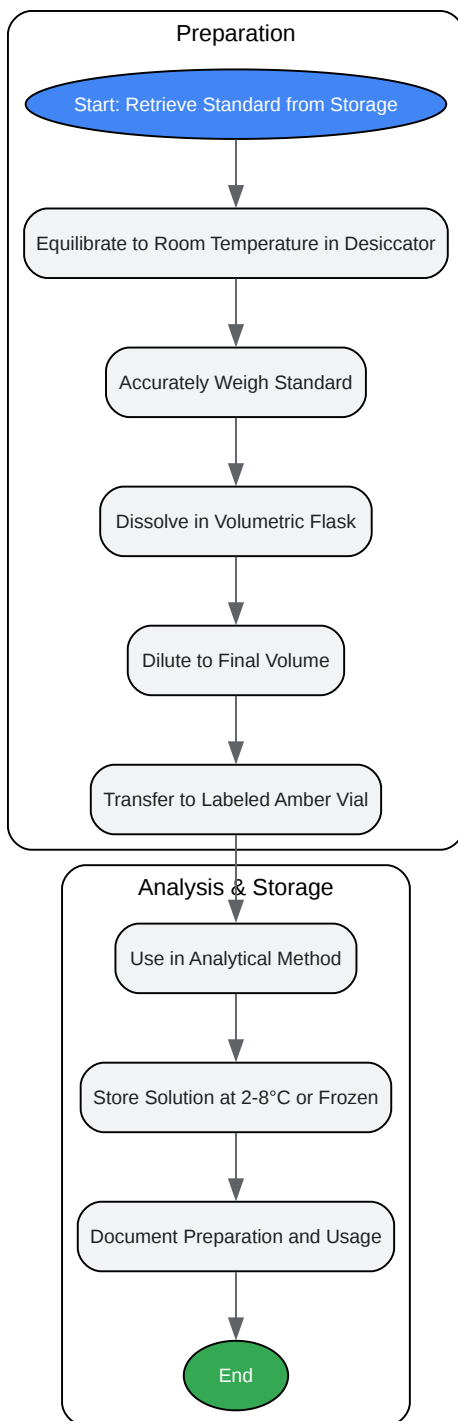 Preparation
Start: Retrieve Standard from Storage
Equilibrate to Room Temperature in Desiccator
Accurately Weigh Standard
Dissolve in Volumetric Flask
Dilute to Final Volume
Transfer to Labeled Amber Vial
Analysis & Storage
Use in Analytical Method
Store Solution at 2-8°C or Frozen
Document Preparation and Usage
End